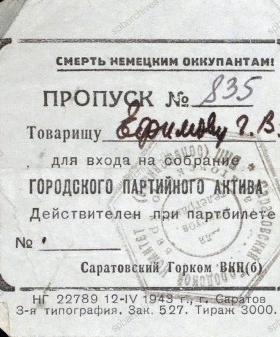 СМЕРТЬ НЕМЕЦКИМ ОККУПАНТАМ!
ПРОПУСК № 835
Товарищу Ефимову Г. В.
для входа на собрание
ГОРОДСКОГО ПАРТИЙНОГО АКТИВА
Действителен при партбилете
№
Саратовский Горком ВКП(б)
НГ 22789 12-IV 1943 г., г. Саратов
3-я типография. Зак. 527. Тираж 3000.